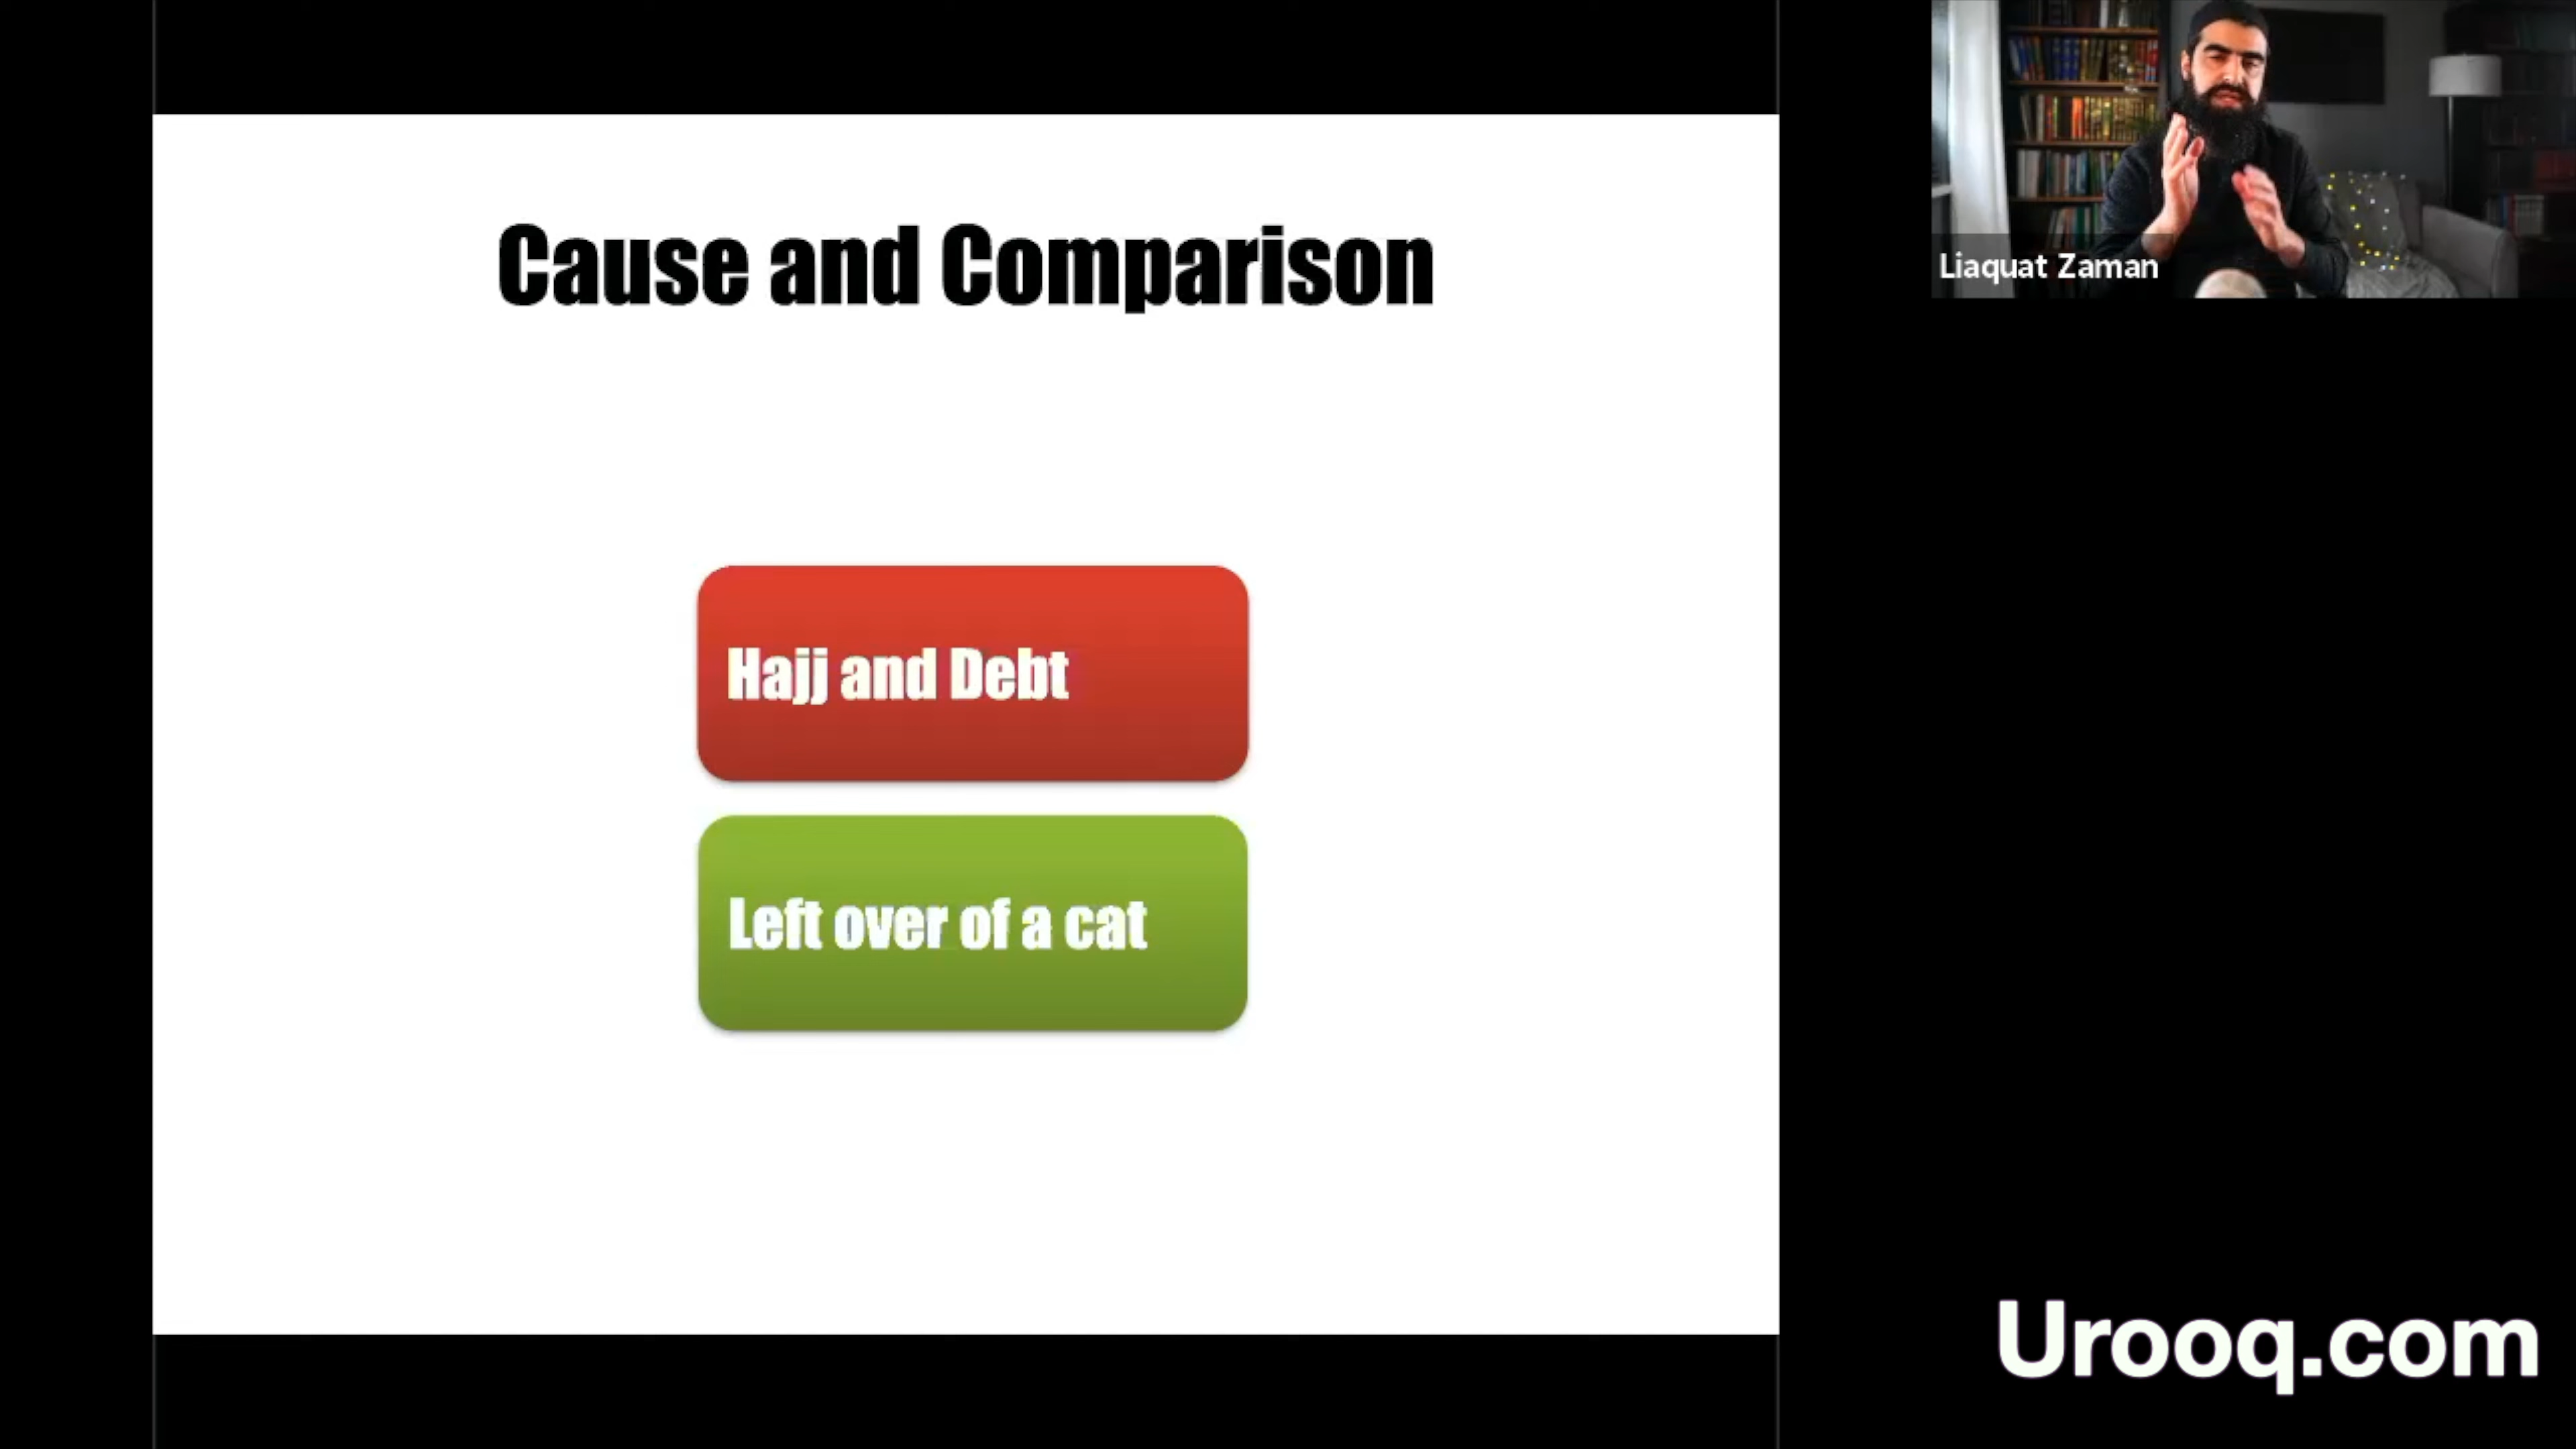 Cause and Comparison
Hajj and Debt
Left over of a cat
Liaquat Zaman
Urooq.com